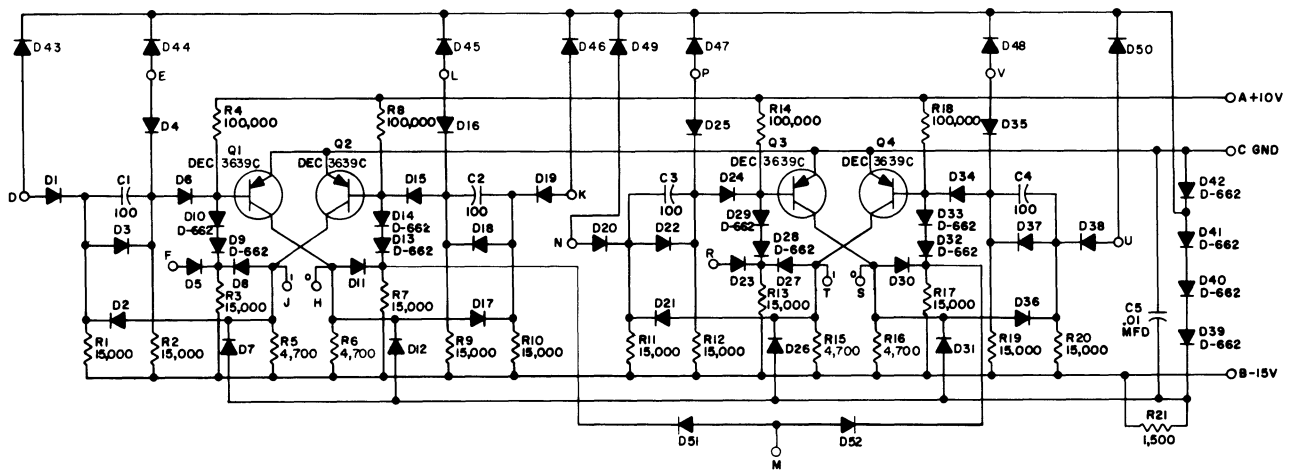 D43
D44
D45
D46
D49
D47
D48
D50
E
L
P
V
R4
100,000
R8
100,000
R14
100,000
R18
100,000
A+10V
D4
D16
D25
D35
Q1
Q2
Q3
Q4
DEC 3639C
DEC 3639C
DEC 3639C
DEC 3639C
C GND
D
D1
C1
100
D6
D15
C2
100
D19
K
C3
100
D24
D34
C4
100
D42
D-662
D3
D10
D-662
D14
D-662
D18
N
D20
D22
D29
D-662
D33
D-662
D37
D38
U
D41
D-662
D9
D-662
D13
D-662
D28
D-662
D32
D-662
F
D5
D8
1
J
0
H
D11
R
D23
D27
1
T
0
S
D30
D40
D-662
R3
15,000
R7
15,000
R13
15,000
R17
15,000
D2
D17
D21
D36
C5
.01
MFD
D39
D-662
R1
15,000
R2
15,000
D7
R5
4,700
R6
4,700
D12
R9
15,000
R10
15,000
R11
15,000
R12
15,000
D26
R15
4,700
R16
4,700
D31
R19
15,000
R20
15,000
B-15V
R21
1,500
D51
D52
M